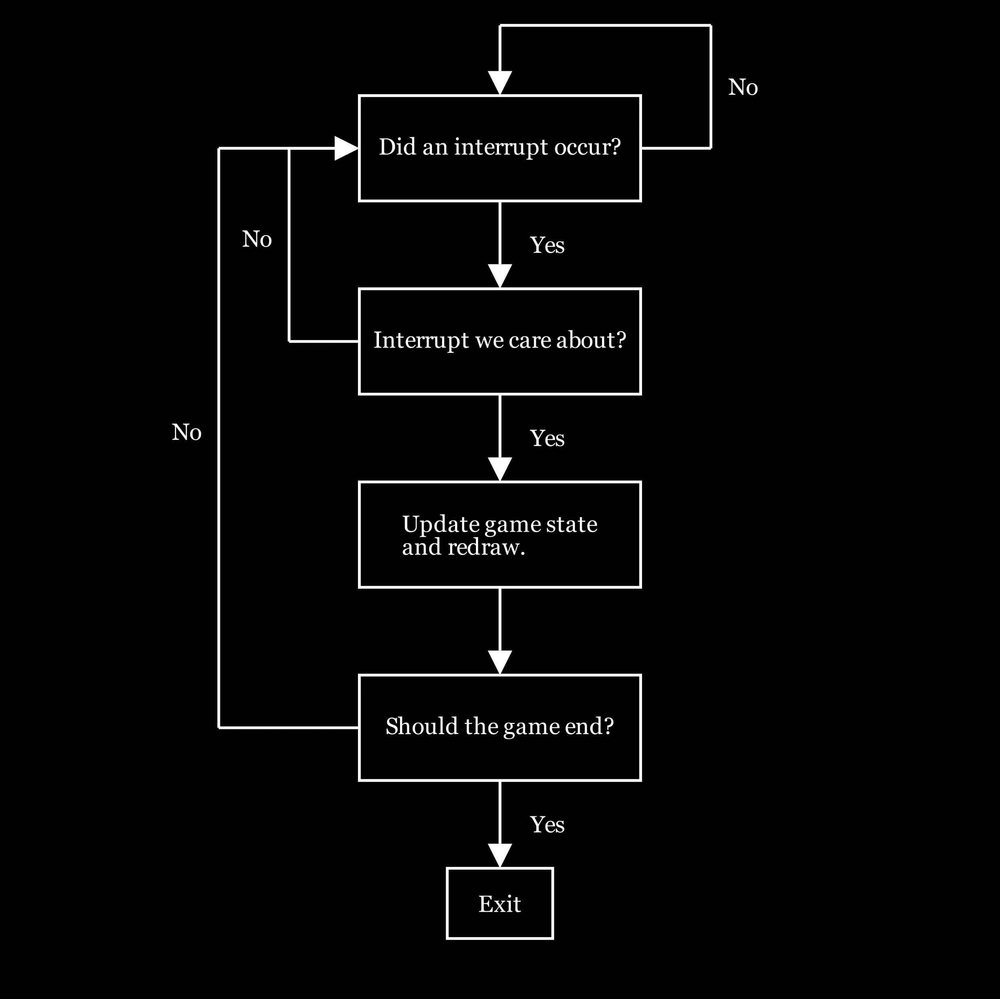 No
Did an interrupt occur?
No
Yes
Interrupt we care about?
No
Yes
Update game state
and redraw.
Should the game end?
Yes
Exit